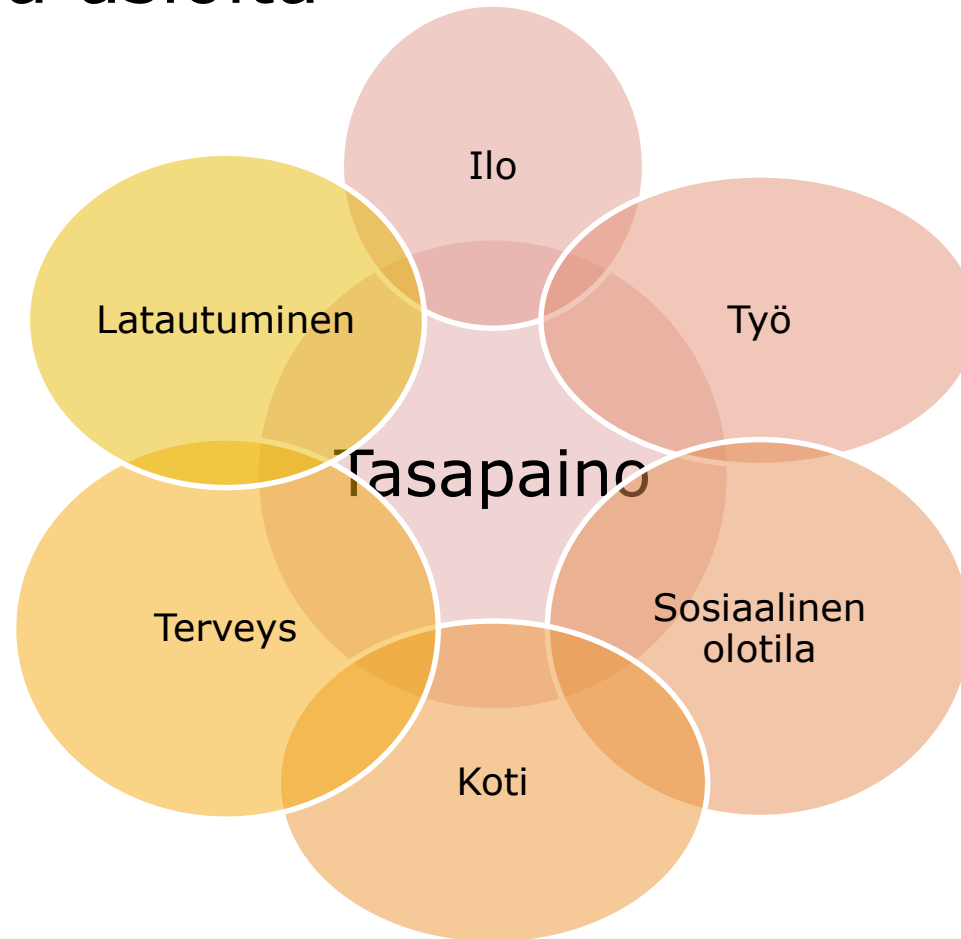 Ilo
Latautuminen
Työ
Tasapaino
Terveys
Sosiaalinen
olotila
Koti